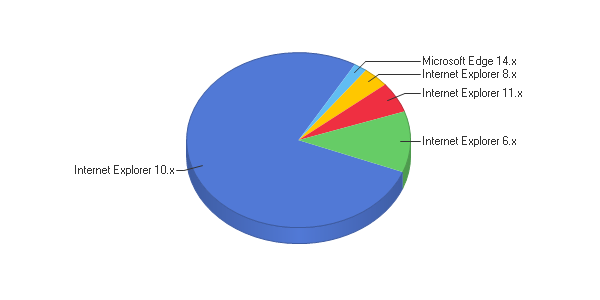 Microsoft Edge 14.x
Internet Explorer 8.x
Internet Explorer 11.x
Internet Explorer 6.x
Internet Explorer 10.x